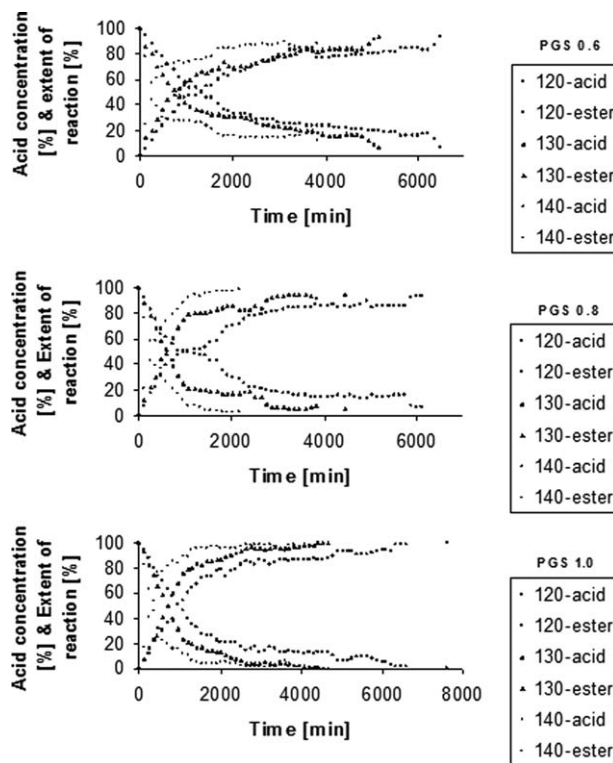 Acid concentration
[%] & extent of
reaction [%]
100
80
60
40
20
0
0 2000 4000 6000
Time [min]
PGS 0.6
120-acid
120-ester
130-acid
130-ester
140-acid
140-ester
Acid concentration
[%] & Extent of
reaction [%]
100
80
60
40
20
0
0 2000 4000 6000
Time [min]
PGS 0.8
120-acid
120-ester
130-acid
130-ester
140-acid
140-ester
Acid concentration
[%] & Extent of
reaction [%]
100
80
60
40
20
0
0 2000 4000 6000 8000
Time [min]
PGS 1.0
120-acid
120-ester
130-acid
130-ester
140-acid
140-ester